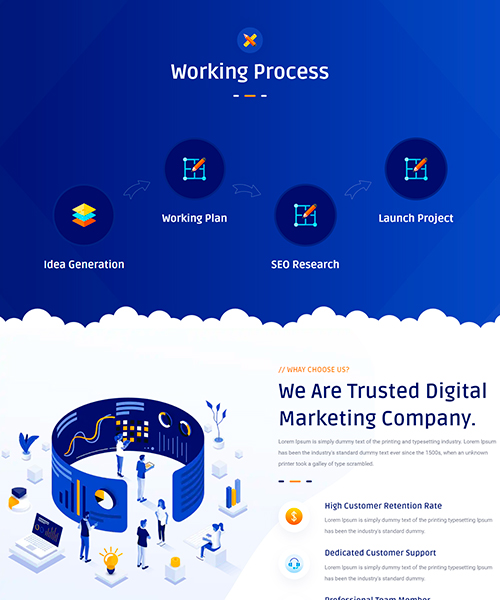 Working Process
Idea Generation
Working Plan
SEO Research
Launch Project
// WHAY CHOOSE US?
We Are Trusted Digital
Marketing Company.
Lorem Ipsum is simply dummy text of the printing and typesetting industry. Lorem Ipsum
has been the industry's standard dummy text ever since the 1500s, when an unknown
printer took a galley of type scrambled.
High Customer Retention Rate
Lorem Ipsum is simply dummy text of the printing typesetting Ipsum
has been the industry's standard dummy.
Dedicated Customer Support
Lorem Ipsum is simply dummy text of the printing typesetting Ipsum
has been the industry's standard dummy.
Professional Team Member